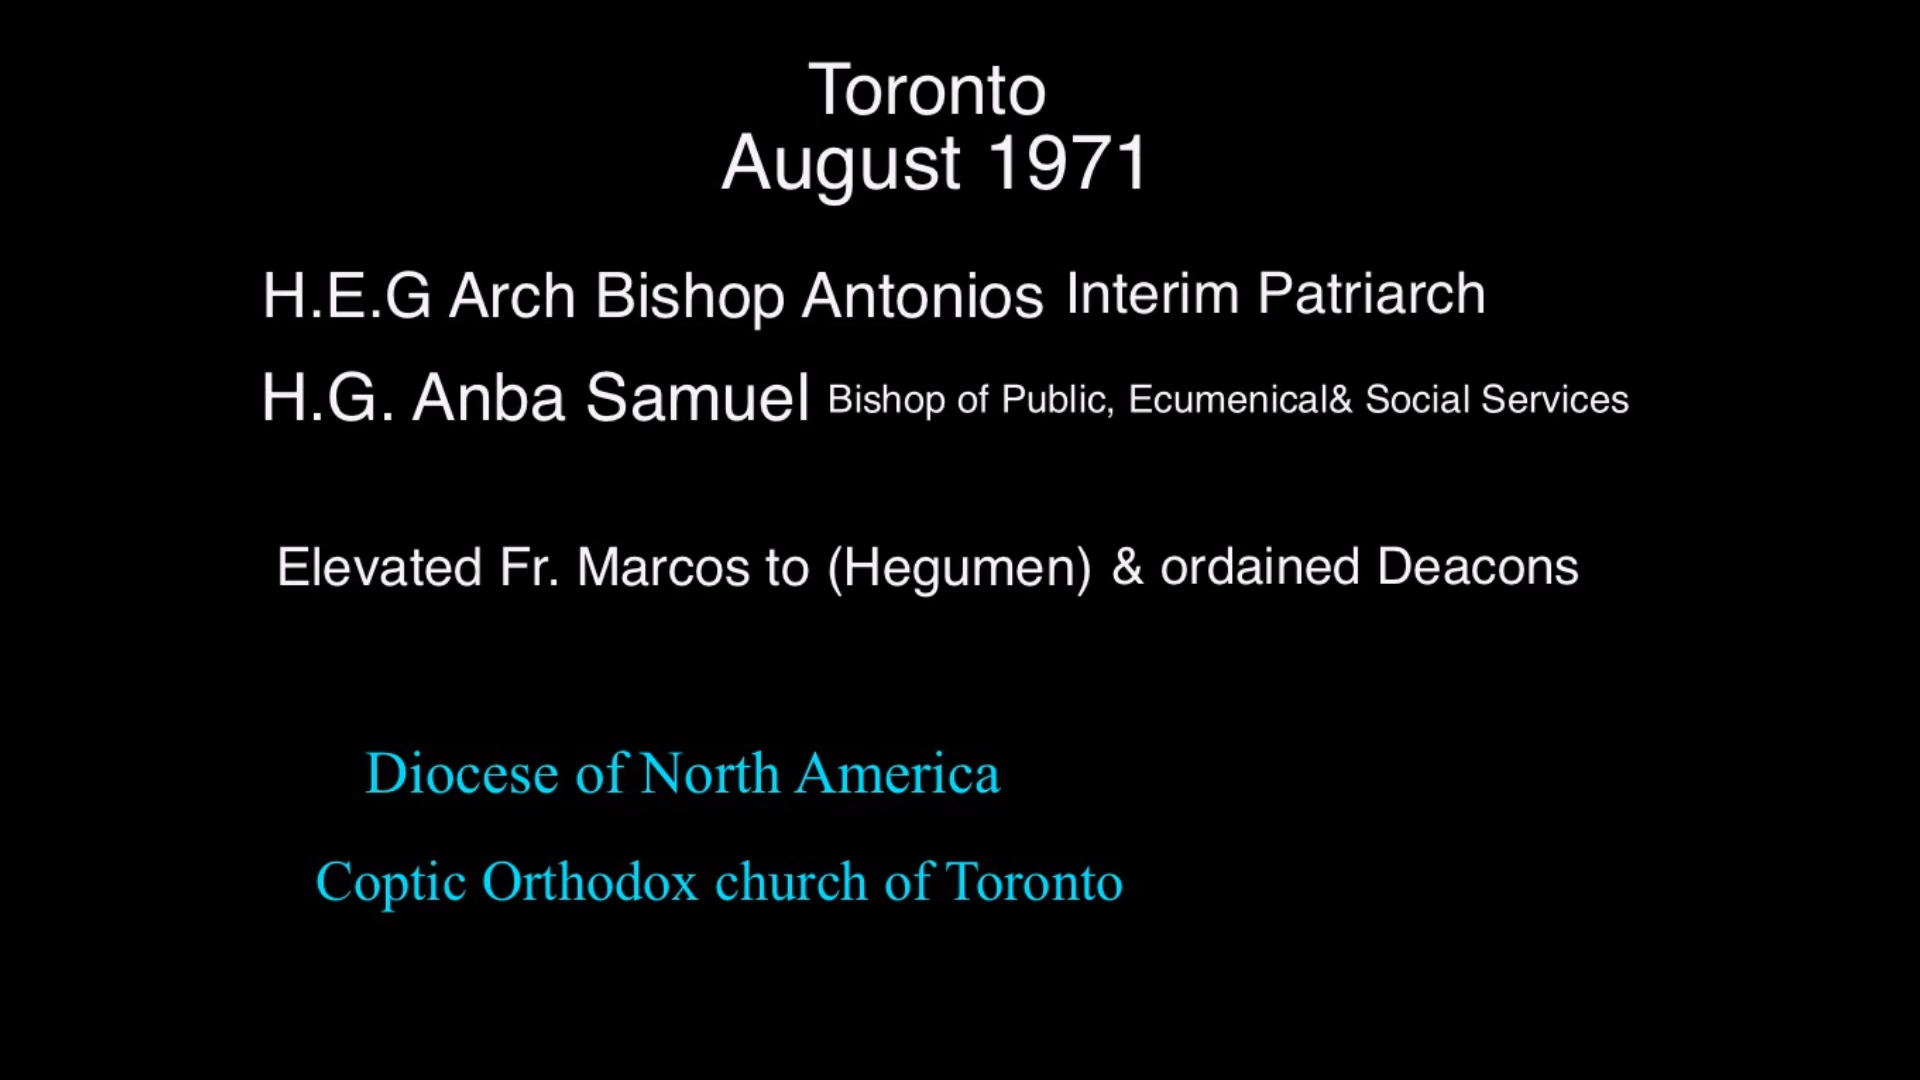 Toronto
August 1971
H.E.G Arch Bishop Antonios Interim Patriarch
H.G. Anba Samuel Bishop of Public, Ecumenical& Social Services
Elevated Fr. Marcos to (Hegumen) & ordained Deacons
Diocese of North America
Coptic Orthodox church of Toronto